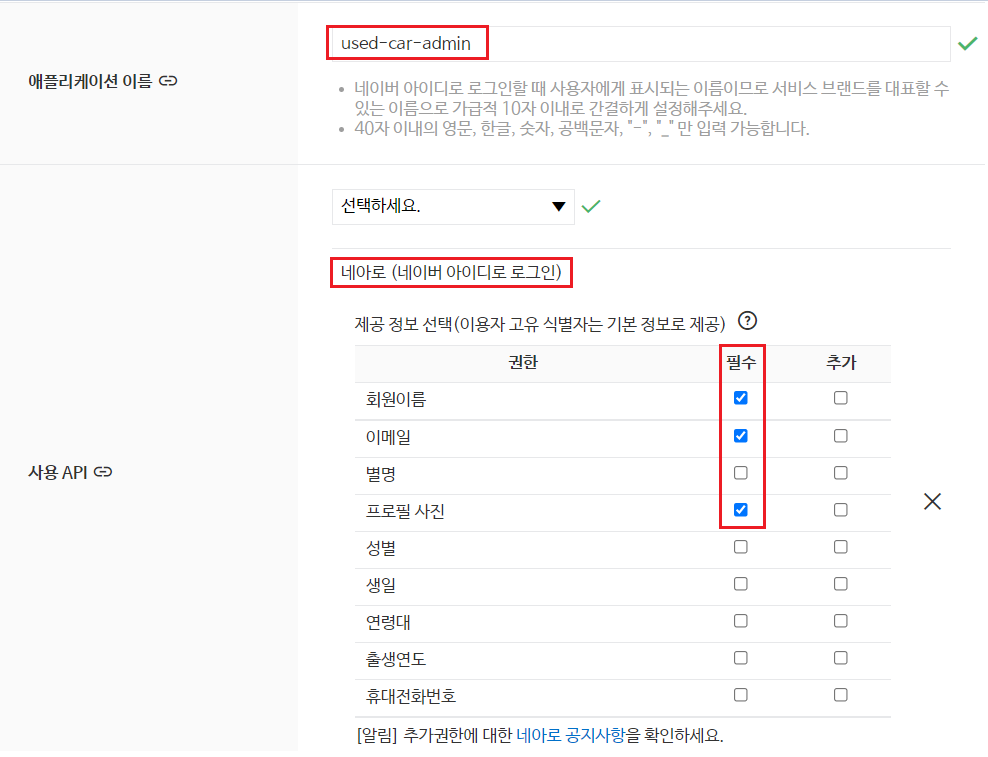 used-car-admin
애플리케이션 이름
네이버 아이디로 로그인할 때 사용자에게 표시되는 이름이므로 서비스 브랜드를 대표할 수
있는 이름으로 가급적 10자 이내로 간결하게 설정해주세요.
40자 이내의 영문, 한글, 숫자, 공백문자, "-", "_" 만 입력 가능합니다.
선택하세요.
네아로 (네이버 아이디로 로그인)
제공 정보 선택(이용자 고유 식별자는 기본 정보로 제공) ?
권한 필수 추가
회원이름
이메일
별명
사용 API
프로필 사진
성별
생일
연령대
출생연도
휴대전화번호
[알림] 추가권한에 대한 네아로 공지사항을 확인하세요.